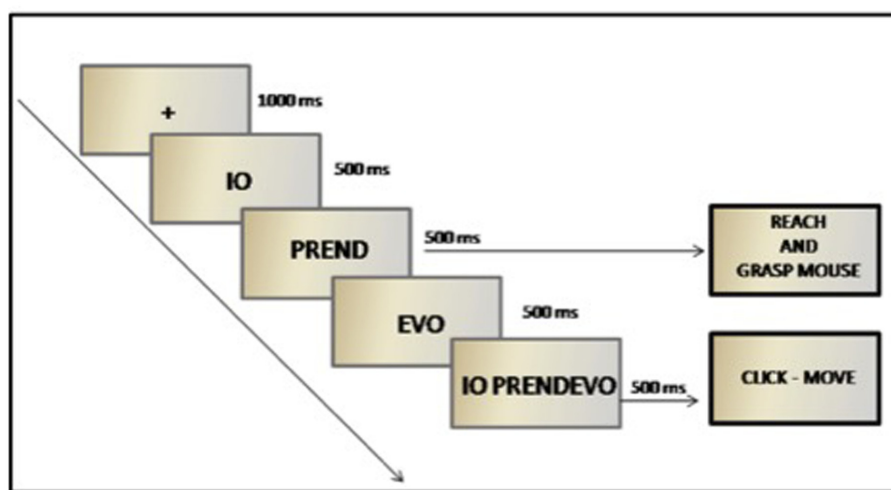 +
1000 ms
IO
500 ms
PREND
500 ms
REACH
AND
GRASP MOUSE
EVO
500 ms
IO PRENDEVO
500 ms
CLICK - MOVE